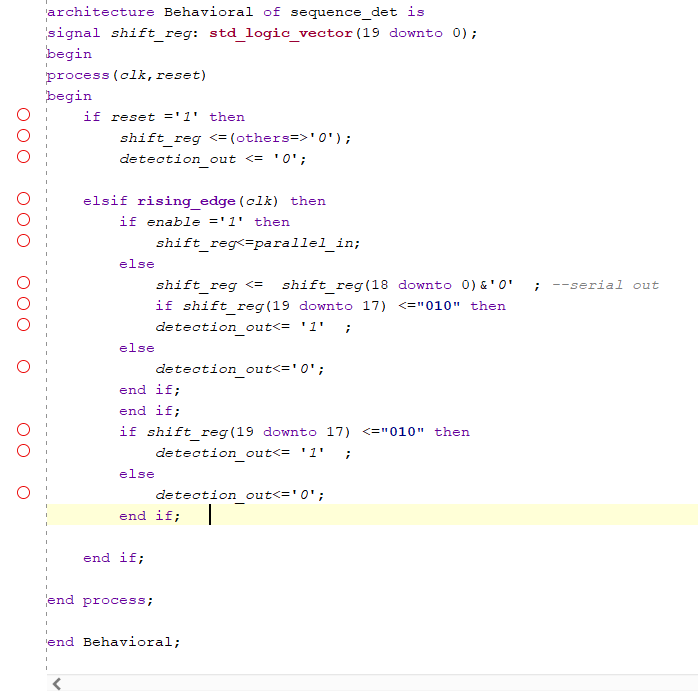 architecture Behavioral of sequence_det is
signal shift_reg: std_logic_vector(19 downto 0);
begin
process(clk,reset)
begin
if reset ='1' then
shift_reg <=(others=>'0');
detection_out <= '0';
elsif rising_edge(clk) then
if enable ='1' then
shift_reg<=parallel_in;
else
shift_reg <=  shift_reg(18 downto 0)&'0'  ; --serial out
if shift_reg(19 downto 17) <="010" then
detection_out<= '1'  ;
else
detection_out<='0';
end if;
end if;
if shift_reg(19 downto 17) <="010" then
detection_out<= '1'  ;
else
detection_out<='0';
end if;
end if;
end process;
end Behavioral;